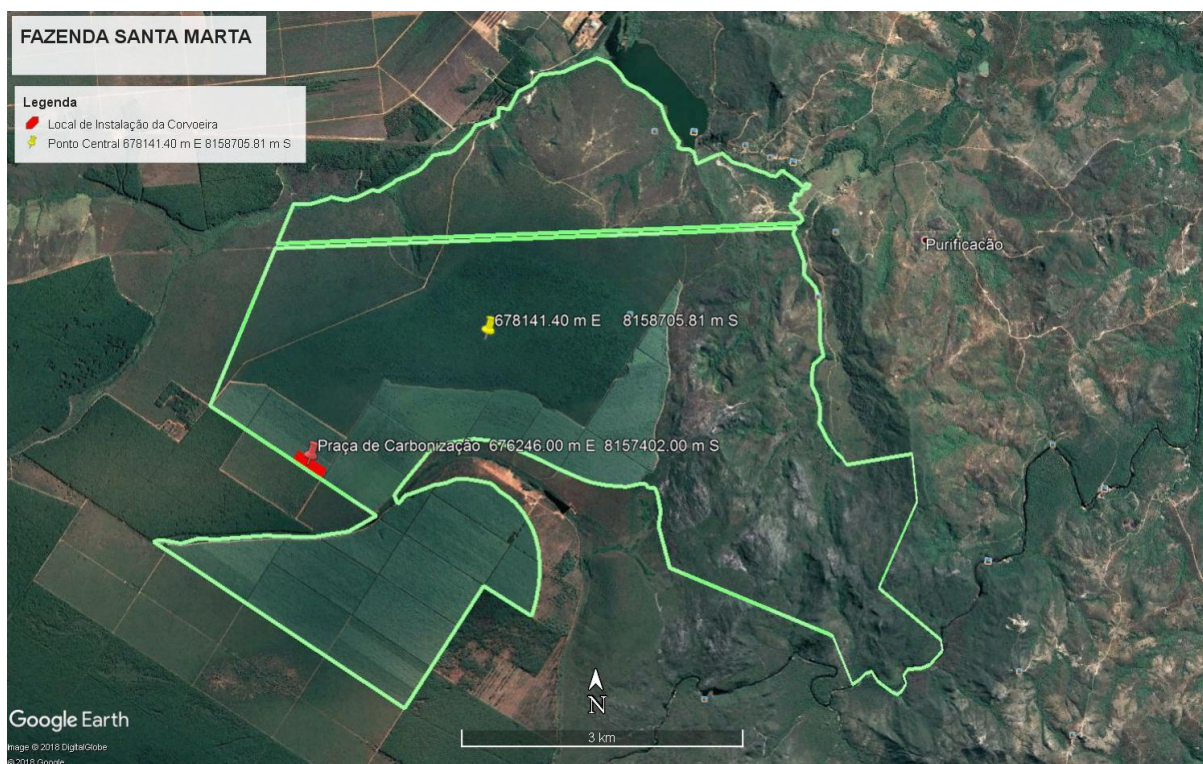 FAZENDA SANTA MARTA
Legenda
Local de Instalação da Corvoeira
Ponto Central 678141.40 m E 8158705.81 m S
Purificacão
678141.40 m E 8158705.81 m S
Praça de Carbonização 676246.00 m E 8157402.00 m S
N
3 km
Google Earth
Image © 2018 DigitalGlobe
© 2018 Google